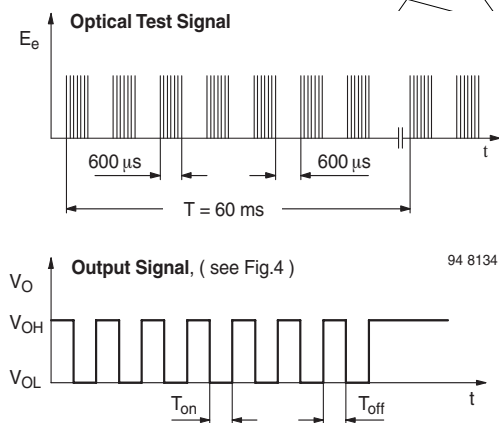 Optical Test Signal
Ee
600 μs
600 μs
t
T = 60 ms
Output Signal, ( see Fig.4 )
94 8134
VO
VOH
VOL
Ton
Toff
t